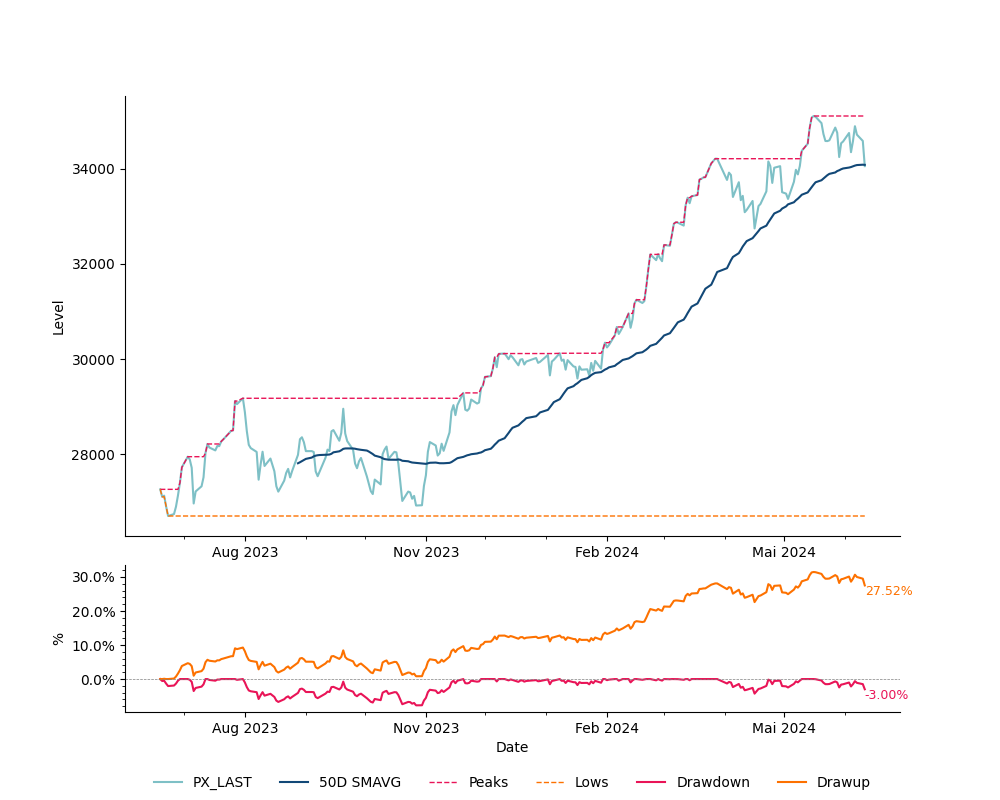 Level
34000
32000
30000
28000
Aug 2023 Nov 2023 Feb 2024 Mai 2024
%
30.0%
20.0%
10.0%
0.0%
27.52%
-3.00%
Aug 2023 Nov 2023 Feb 2024 Mai 2024
Date
PX_LAST 50D SMAVG Peaks Lows Drawdown Drawup